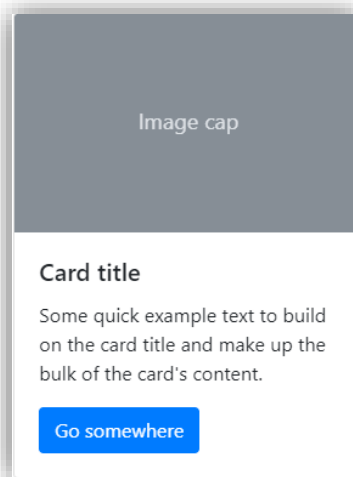 Image cap
Card title
Some quick example text to build
on the card title and make up the
bulk of the card's content.
Go somewhere